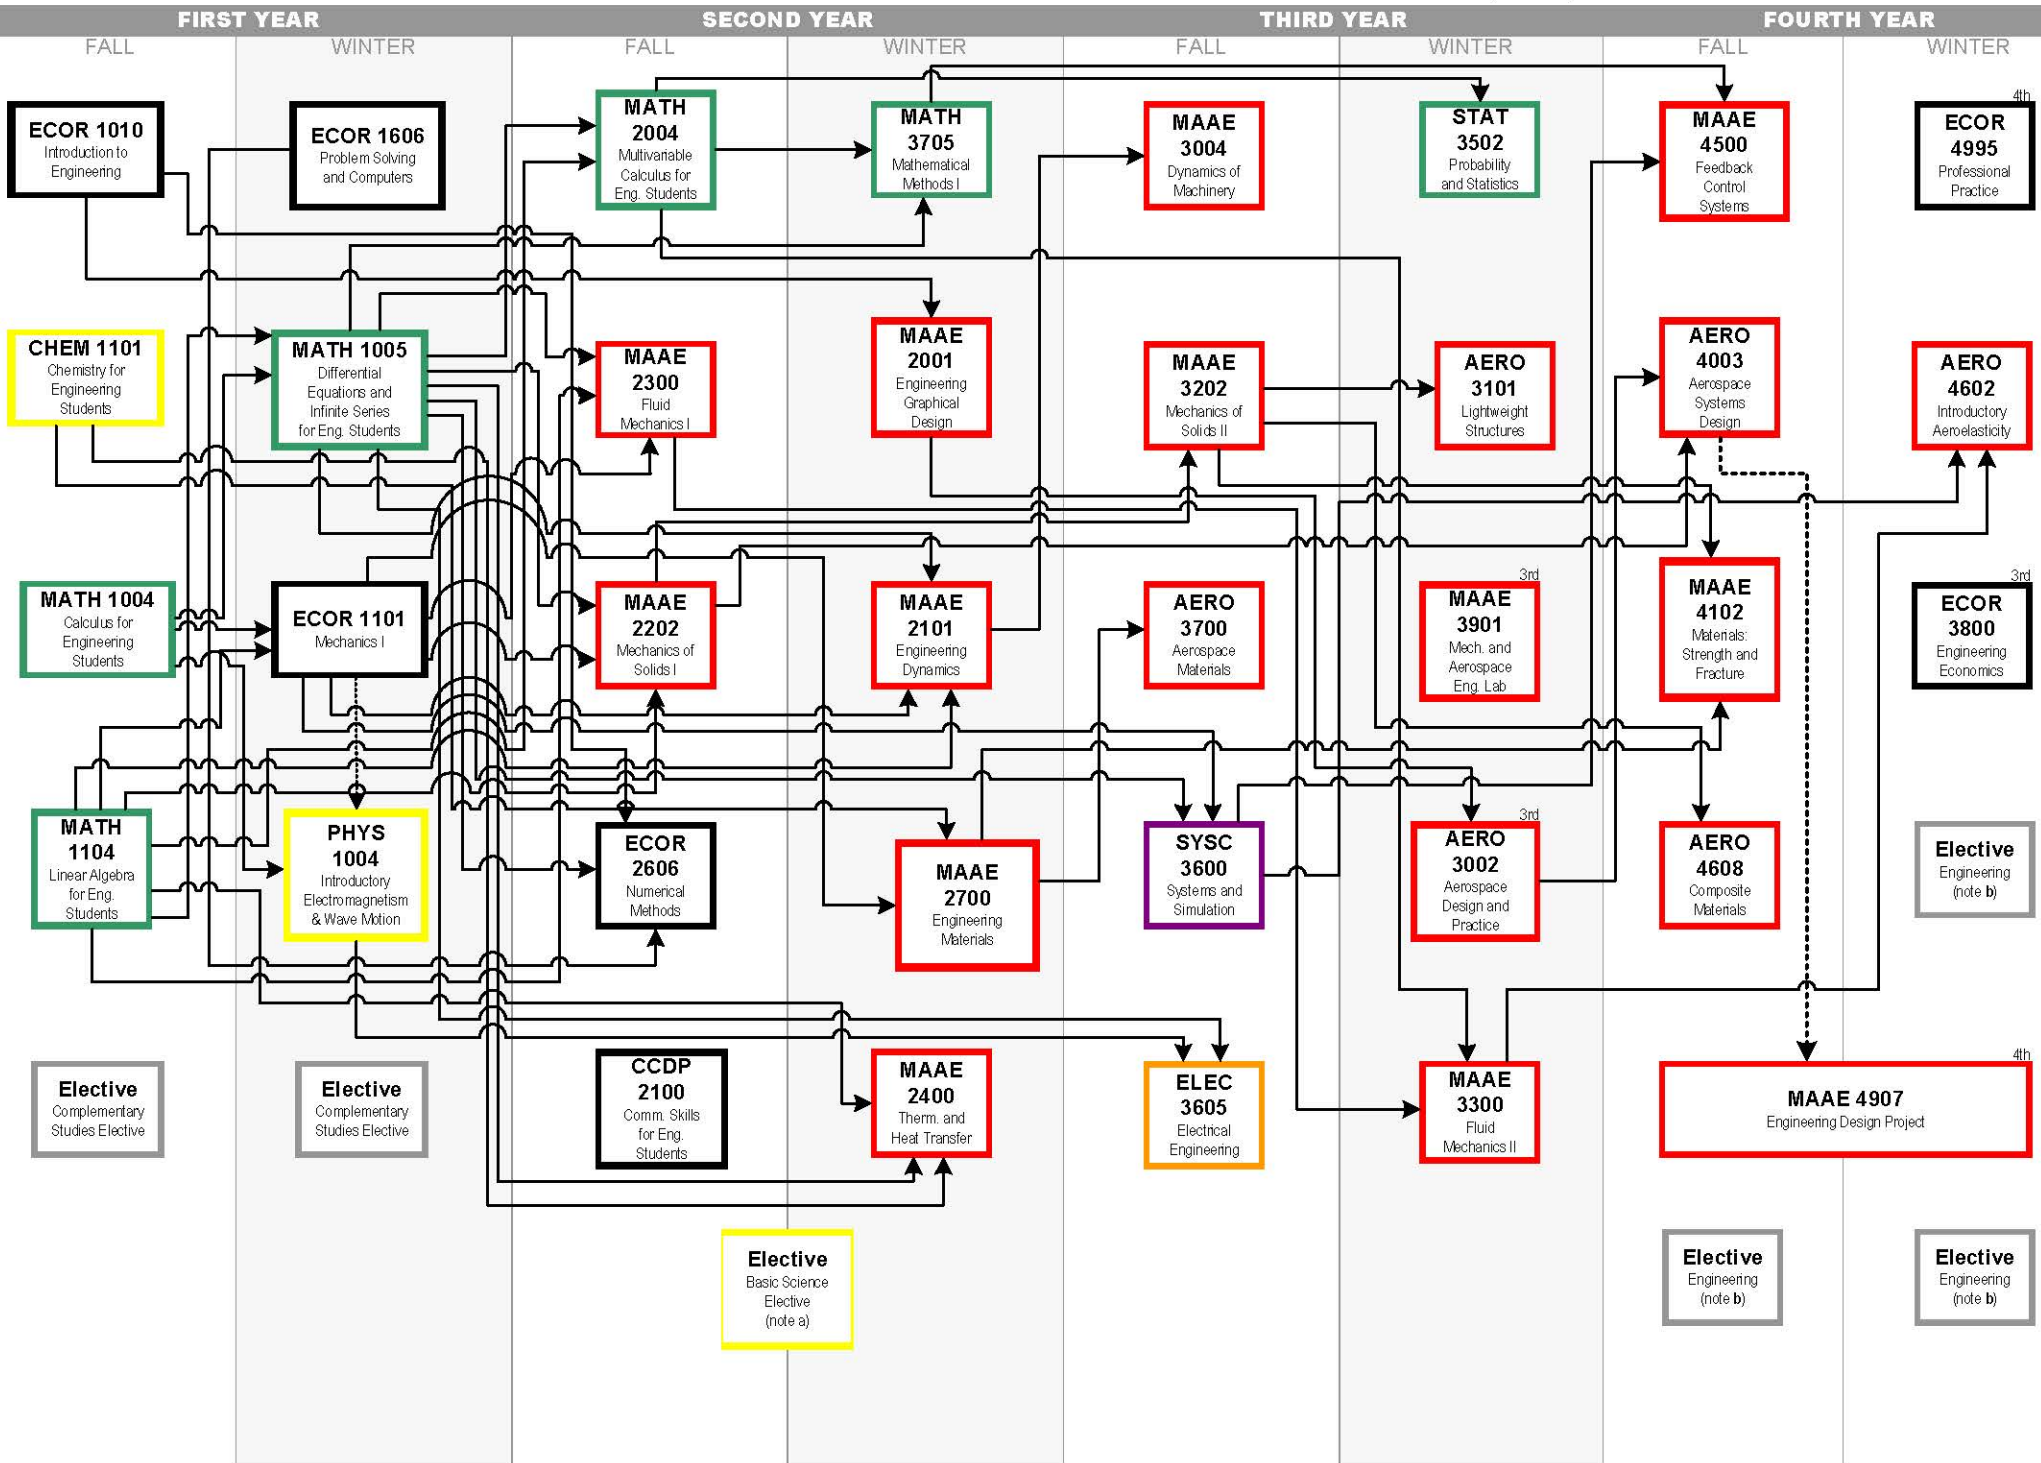 FIRST YEAR
SECOND YEAR
THIRD YEAR
FOURTH YEAR
FALL
WINTER
FALL
WINTER
FALL
WINTER
FALL
WINTER
ECOR 1010
Introduction to
Engineering
ECOR 1606
Problem Solving
and Computers
MATH
2004
Multivariable
Calculus for
Eng. Students
MATH
3705
Mathematical
Methods I
MAAE
3004
Dynamics of
Machinery
STAT
3502
Probability
and Statistics
MAAE
4500
Feedback
Control
Systems
4th
ECOR
4995
Professional
Practice
CHEM 1101
Chemistry for
Engineering
Students
MATH 1005
Differential
Equations and
Infinite Series
for Eng. Students
MAAE
2300
Fluid
Mechanics I
MAAE
2001
Engineering
Graphical
Design
MAAE
3202
Mechanics of
Solids II
AERO
3101
Lightweight
Structures
AERO
4003
Aerospace
Systems
Design
AERO
4602
Introductory
Aeroelasticity
MATH 1004
Calculus for
Engineering
Students
ECOR 1101
Mechanics I
MAAE
2202
Mechanics of
Solids I
MAAE
2101
Engineering
Dynamics
AERO
3700
Aerospace
Materials
3rd
MAAE
3901
Mech. and
Aerospace
Eng. Lab
MAAE
4102
Materials:
Strength and
Fracture
3rd
ECOR
3800
Engineering
Economics
MATH
1104
Linear Algebra
for Eng.
Students
PHYS
1004
Introductory
Electromagnetism
& Wave Motion
ECOR
2606
Numerical
Methods
MAAE
2700
Engineering
Materials
SYSC
3600
Systems and
Simulation
3rd
AERO
3002
Aerospace
Design and
Practice
AERO
4608
Composite
Materials
Elective
Engineering
(note b)
Elective
Complementary
Studies Elective
Elective
Complementary
Studies Elective
CCDP
2100
Comm. Skills
for Eng.
Students
MAAE
2400
Therm. and
Heat Transfer
ELEC
3605
Electrical
Engineering
MAAE
3300
Fluid
Mechanics II
4th
MAAE 4907
Engineering Design Project
Elective
Basic Science
Elective
(note a)
Elective
Engineering
(note b)
Elective
Engineering
(note b)